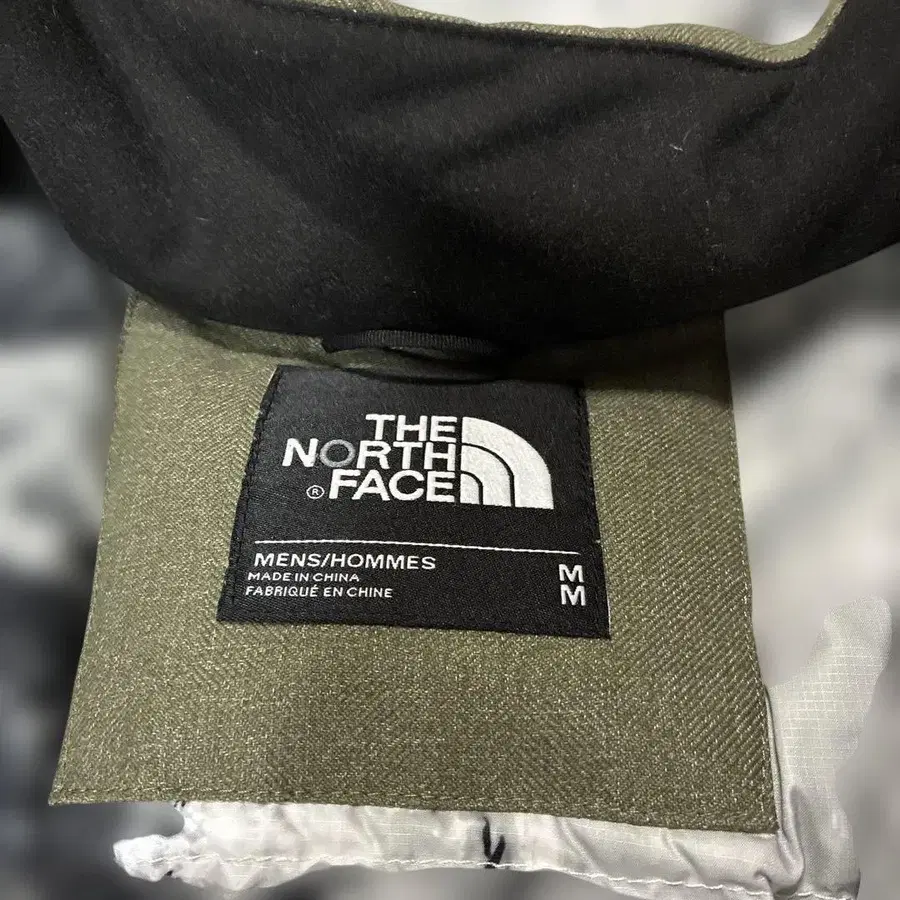 THE
NORTH
® FACE
MENS/HOMMES
MADE IN CHINA
FABRIQUÉ EN CHINE
M
M